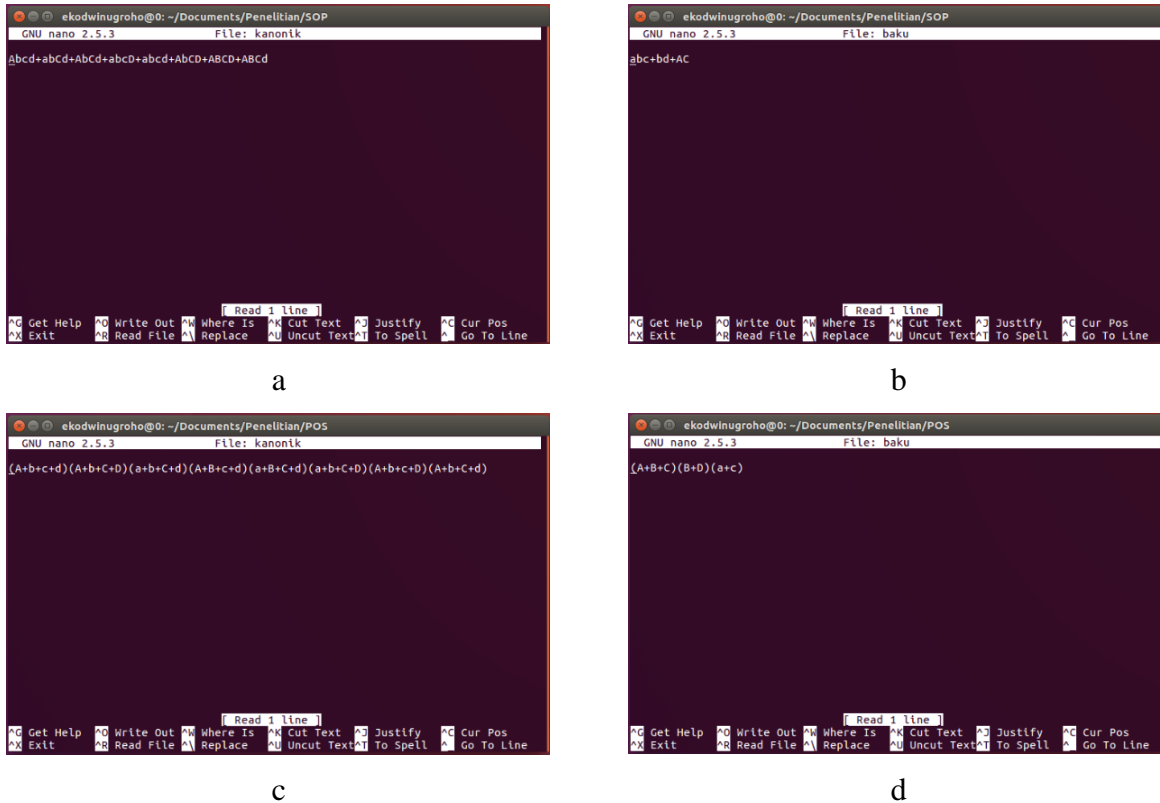 ekodwinugroho@0: ~/Documents/Penelitian/SOP
GNU nano 2.5.3 File: kanonik
Abcd+abCd+AbCd+abcD+abcd+AbCD+ABCD+ABCd
[ Read 1 line ]
^G Get Help ^O Write Out ^W Where Is ^K Cut Text ^J Justify ^C Cur Pos
^X Exit ^R Read File ^\ Replace ^U Uncut Text ^T To Spell ^_ Go To Line
a
ekodwinugroho@0: ~/Documents/Penelitian/SOP
GNU nano 2.5.3 File: baku
abc+bd+AC
[ Read 1 line ]
^G Get Help ^O Write Out ^W Where Is ^K Cut Text ^J Justify ^C Cur Pos
^X Exit ^R Read File ^\ Replace ^U Uncut Text ^T To Spell ^_ Go To Line
b
ekodwinugroho@0: ~/Documents/Penelitian/POS
GNU nano 2.5.3 File: kanonik
(A+b+c+d)(A+b+C+D)(a+b+C+d)(A+B+c+d)(a+B+C+d)(a+b+C+D)(A+b+c+D)(A+b+C+d)
[ Read 1 line ]
^G Get Help ^O Write Out ^W Where Is ^K Cut Text ^J Justify ^C Cur Pos
^X Exit ^R Read File ^\ Replace ^U Uncut Text ^T To Spell ^_ Go To Line
c
ekodwinugroho@0: ~/Documents/Penelitian/POS
GNU nano 2.5.3 File: baku
(A+B+C)(B+D)(a+c)
[ Read 1 line ]
^G Get Help ^O Write Out ^W Where Is ^K Cut Text ^J Justify ^C Cur Pos
^X Exit ^R Read File ^\ Replace ^U Uncut Text ^T To Spell ^_ Go To Line
d